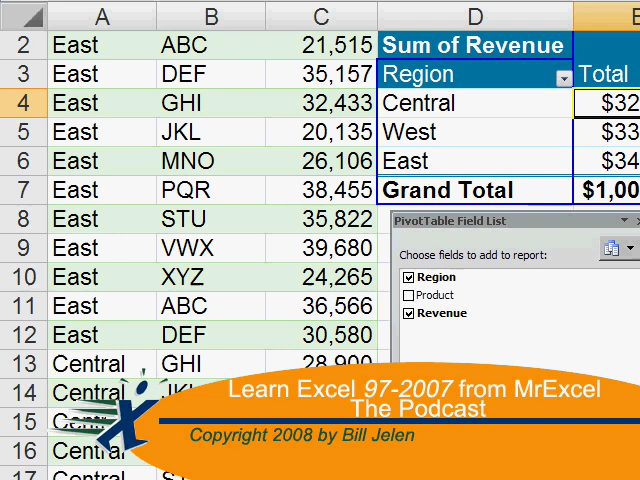 A B C D E
2 East ABC 21,515 Sum of Revenue
3 East DEF 35,157 Region Total
4 East GHI 32,433 Central $32
5 East JKL 20,135 West $33
6 East MNO 26,106 East $34
7 East PQR 38,455 Grand Total $1,00
8 East STU 35,822
PivotTable Field List
9 East VWX 39,680
Choose fields to add to report:
10 East XYZ 24,265
Region
Product
11 East ABC 36,566
Revenue
12 East DEF 30,580
13 Central GHI 28,900
14 Central
Learn Excel 97-2007 from MrExcel
The Podcast
15 Central
Copyright 2008 by Bill Jelen
16 Central
17 Central